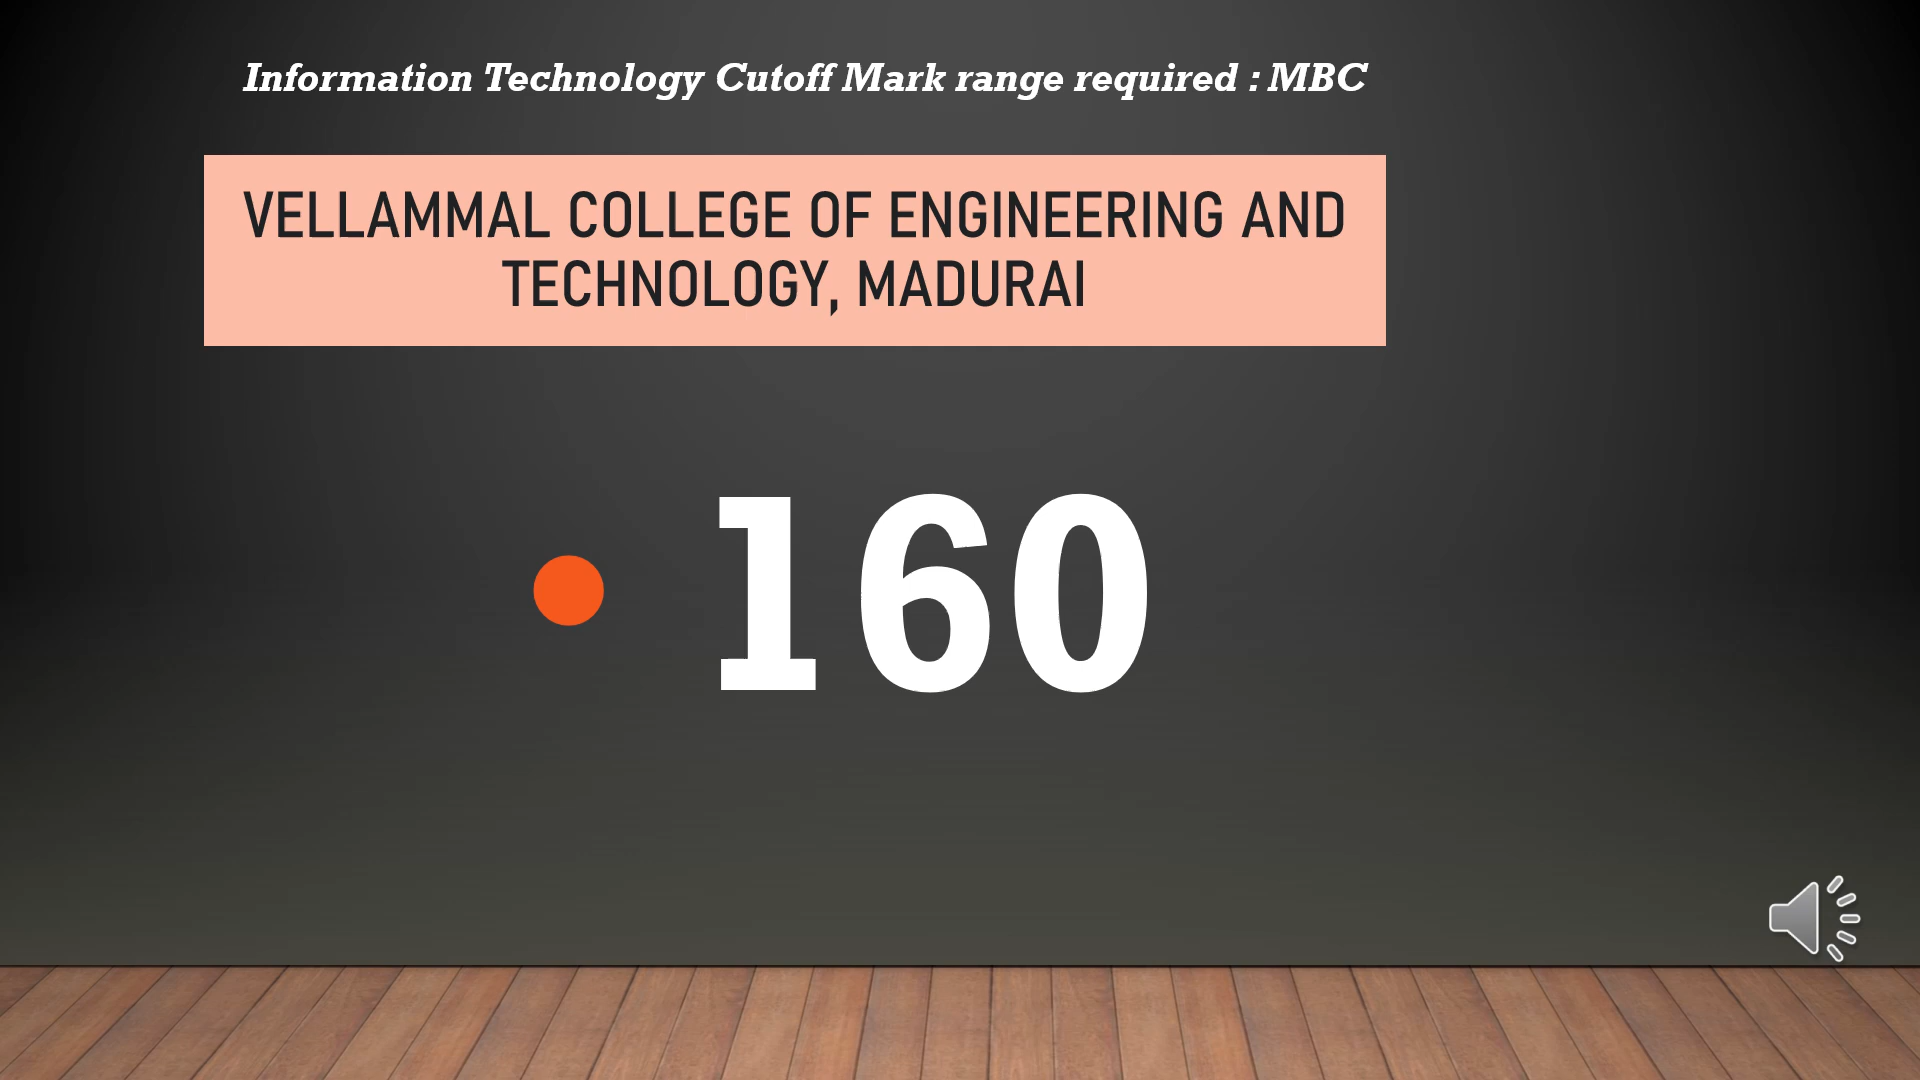 Information Technology Cutoff Mark range required : MBC
VELLAMMAL COLLEGE OF ENGINEERING AND
TECHNOLOGY, MADURAI
• 160